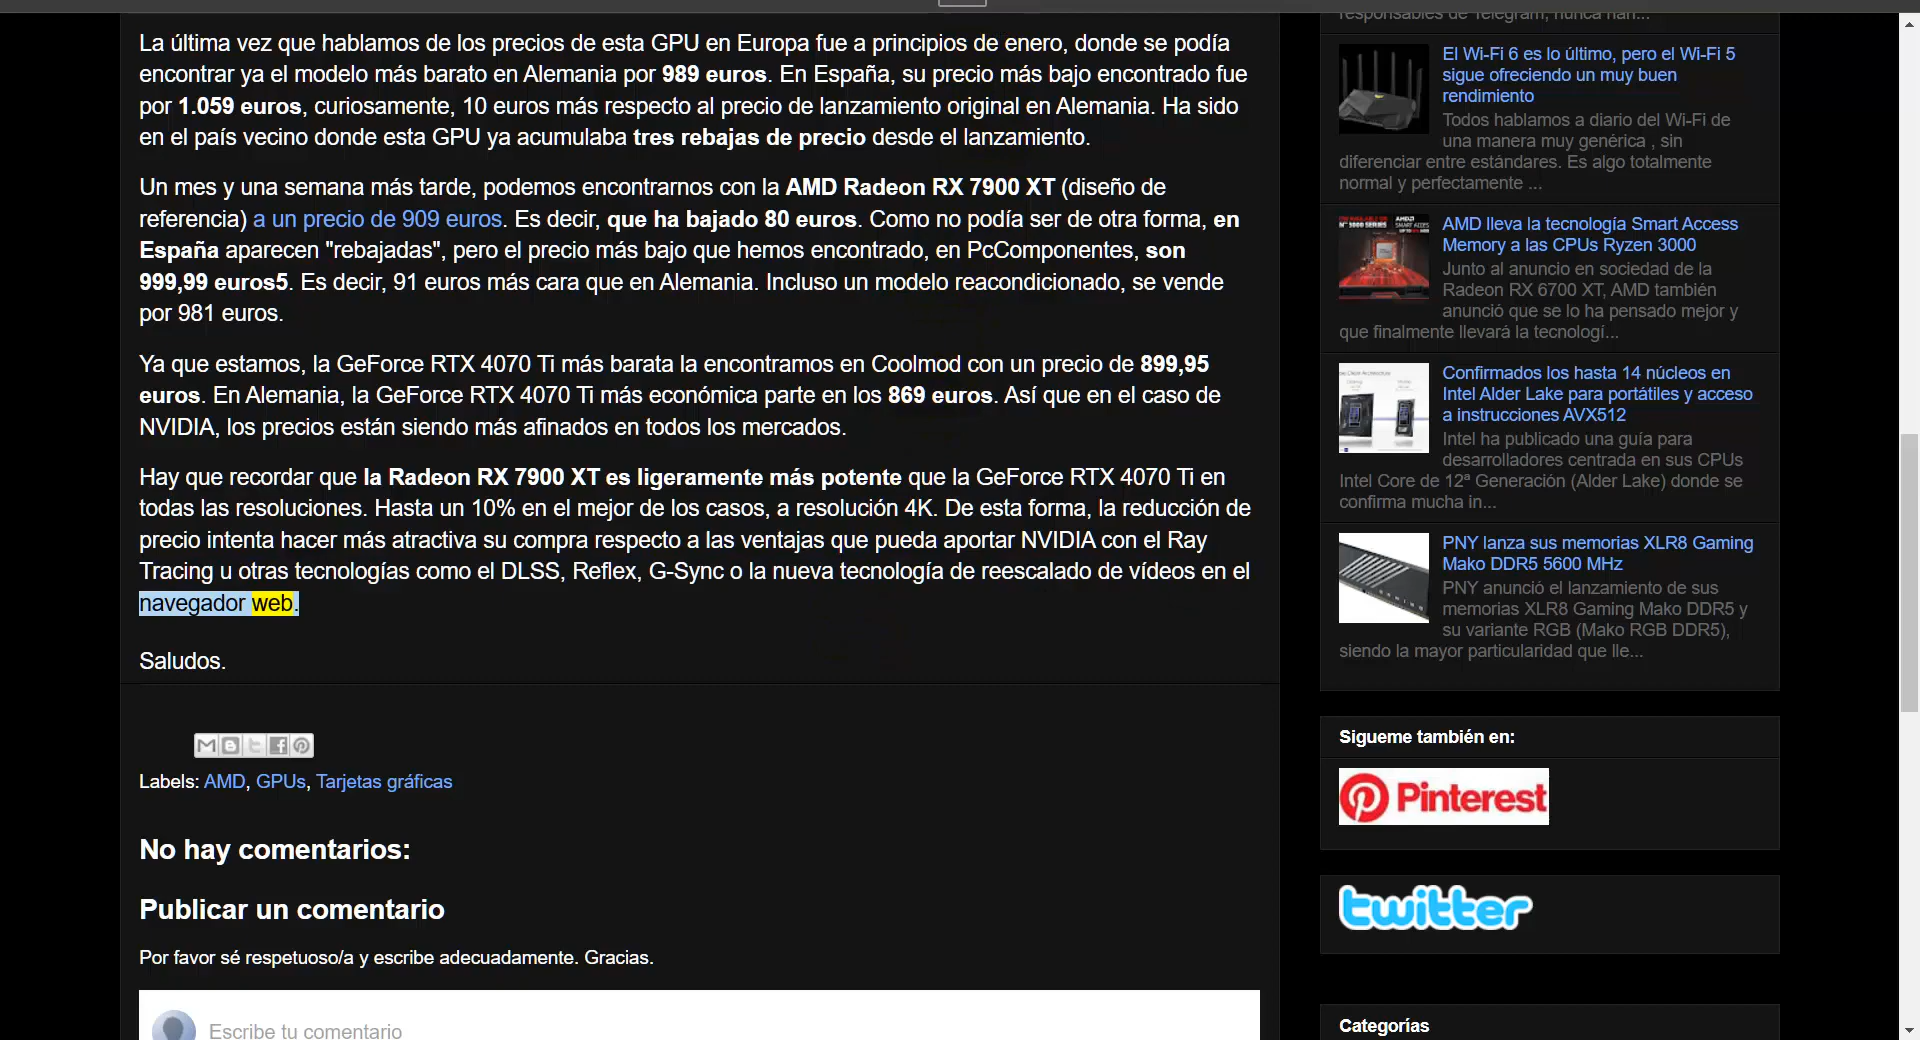 La última vez que hablamos de los precios de esta GPU en Europa fue a principios de enero, donde se podía
encontrar ya el modelo más barato en Alemania por 989 euros. En España, su precio más bajo encontrado fue
por 1.059 euros, curiosamente, 10 euros más respecto al precio de lanzamiento original en Alemania. Ha sido
en el país vecino donde esta GPU ya acumulaba tres rebajas de precio desde el lanzamiento.
Un mes y una semana más tarde, podemos encontrarnos con la AMD Radeon RX 7900 XT (diseño de
referencia) a un precio de 909 euros. Es decir, que ha bajado 80 euros. Como no podía ser de otra forma, en
España aparecen "rebajadas", pero el precio más bajo que hemos encontrado, en PcComponentes, son
999,99 euros5. Es decir, 91 euros más cara que en Alemania. Incluso un modelo reacondicionado, se vende
por 981 euros.
Ya que estamos, la GeForce RTX 4070 Ti más barata la encontramos en Coolmod con un precio de 899,95
euros. En Alemania, la GeForce RTX 4070 Ti más económica parte en los 869 euros. Así que en el caso de
NVIDIA, los precios están siendo más afinados en todos los mercados.
Hay que recordar que la Radeon RX 7900 XT es ligeramente más potente que la GeForce RTX 4070 Ti en
todas las resoluciones. Hasta un 10% en el mejor de los casos, a resolución 4K. De esta forma, la reducción de
precio intenta hacer más atractiva su compra respecto a las ventajas que pueda aportar NVIDIA con el Ray
Tracing u otras tecnologías como el DLSS, Reflex, G-Sync o la nueva tecnología de reescalado de vídeos en el
navegador web.
Saludos.
Labels: AMD, GPUs, Tarjetas gráficas
No hay comentarios:
Publicar un comentario
Por favor sé respetuoso/a y escribe adecuadamente. Gracias.
Escribe tu comentario
responsables de Telegram, nunca han...
El Wi-Fi 6 es lo último, pero el Wi-Fi 5
sigue ofreciendo un muy buen
rendimiento
Todos hablamos a diario del Wi-Fi de
una manera muy genérica , sin
diferenciar entre estándares. Es algo totalmente
normal y perfectamente ...
AMD lleva la tecnología Smart Access
Memory a las CPUs Ryzen 3000
Junto al anuncio en sociedad de la
Radeon RX 6700 XT, AMD también
anunció que se lo ha pensado mejor y
que finalmente llevará la tecnologí...
Confirmados los hasta 14 núcleos en
Intel Alder Lake para portátiles y acceso
a instrucciones AVX512
Intel ha publicado una guía para
desarrolladores centrada en sus CPUs
Intel Core de 12ª Generación (Alder Lake) donde se
confirma mucha in...
PNY lanza sus memorias XLR8 Gaming
Mako DDR5 5600 MHz
PNY anunció el lanzamiento de sus
memorias XLR8 Gaming Mako DDR5 y
su variante RGB (Mako RGB DDR5),
siendo la mayor particularidad que lle...
Sigueme también en:
Pinterest
twitter
Categorías